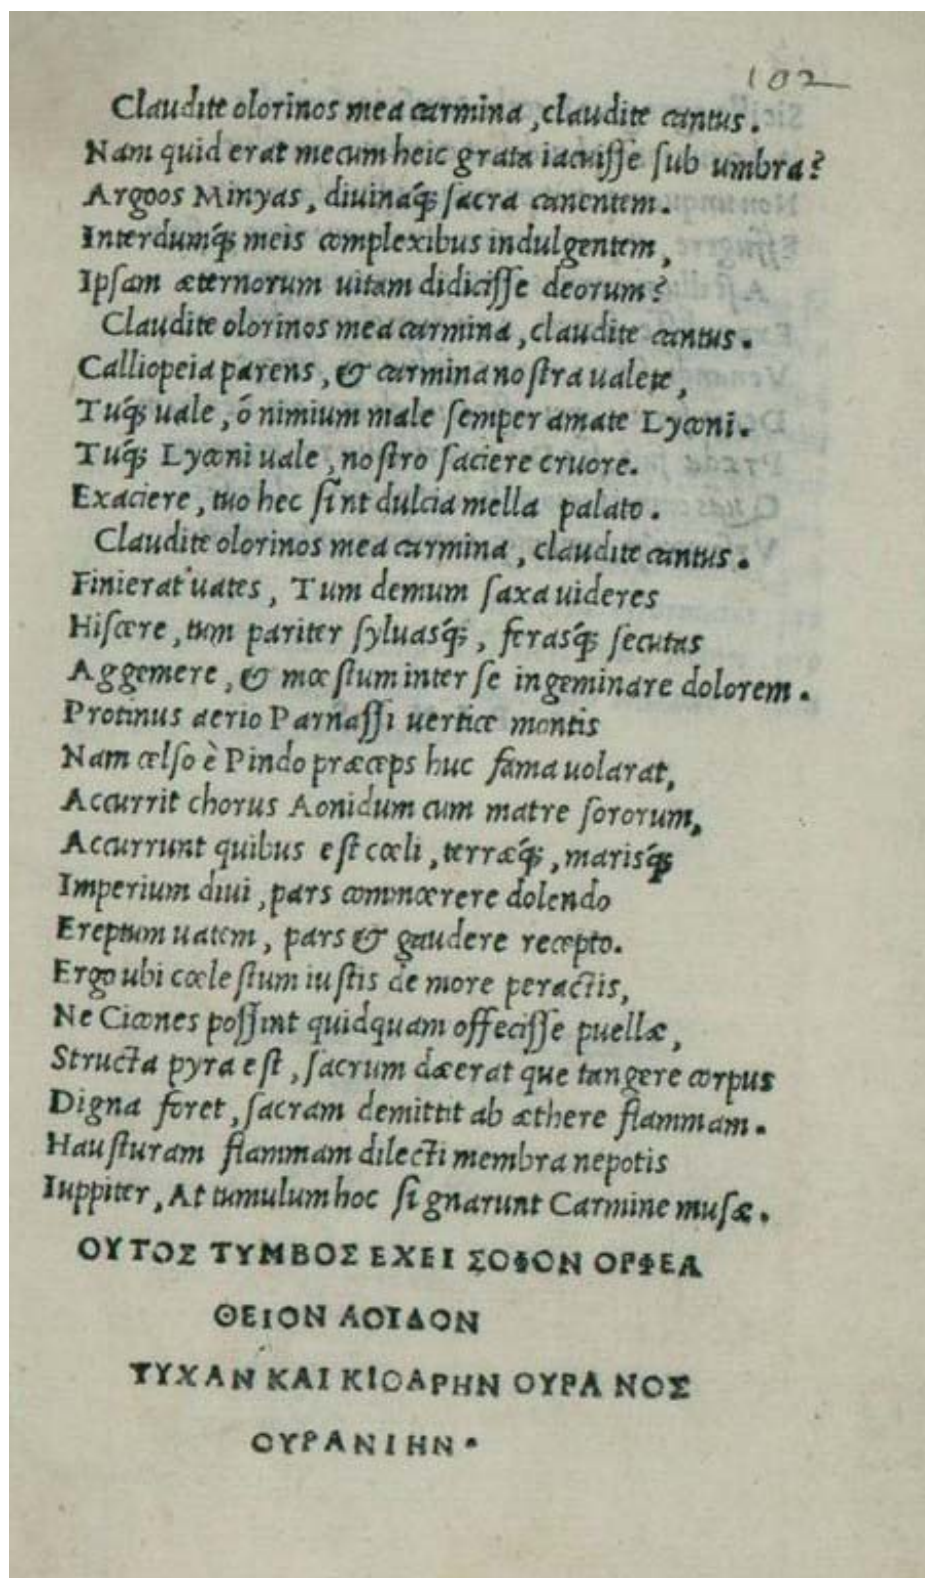 102
Claudite olorinos mea carmina, claudite cantus.
Nam quid erat mecum heic grata iacuisse sub umbra?
Argoos Minyas, diuinaq́; sacra canentem.
Interdumq́; meis complexibus indulgentem,
Ipsam æternorum uitam didicisse deorum?
Claudite olorinos mea carmina, claudite cantus.
Calliopeia parens, & carmina nostra ualete,
Tuq́; uale, ó nimium male semper amate Lycæoni.
Tuq́; Lycæoni uale, nostro saciere cruore.
Exaciere, tuo hec sint dulcia mella palato.
Claudite olorinos mea carmina, claudite cantus.
Finierat uates, Tum demum saxa uideres
Hiscere, tum pariter syluasq́;, ferasq́; secutas
Aggemere, & mœstum inter se ingeminare dolorem.
Protinus aerio Parnassi uertice montis
Nam celso è Pindo præceps huc fama uolarat,
Accurrit chorus Aonidum cum matre sororum,
Accurrunt quibus est cœli, terræq́;, marisq́;
Imperium diui, pars comœrere dolendo
Ereptum uatem, pars & gaudere recepto.
Ergo ubi cœlestum iustis de more peractis,
Ne Cicones possint quidquam offecisse puellæ,
Structa pyra est, sacrum dæerat que tangere corpus
Digna foret, sacram demittit ab æthere flammam.
Hausturam flammam dilecti membra nepotis
Iuppiter, At tumulum hoc signarunt Carmine musæ.
ΟΥΤΟΣ ΤΥΜΒΟΣ ΕΧΕΙ ΣΟΦΟΝ ΟΡΦΕΑ
ΘΕΙΟΝ ΑΟΙΔΟΝ
ΤΥΧΑΝ ΚΑΙ ΚΙΘΑΡΗΝ ΟΥΡΑΝΟΣ
ΟΥΡΑΝΙΗΝ.